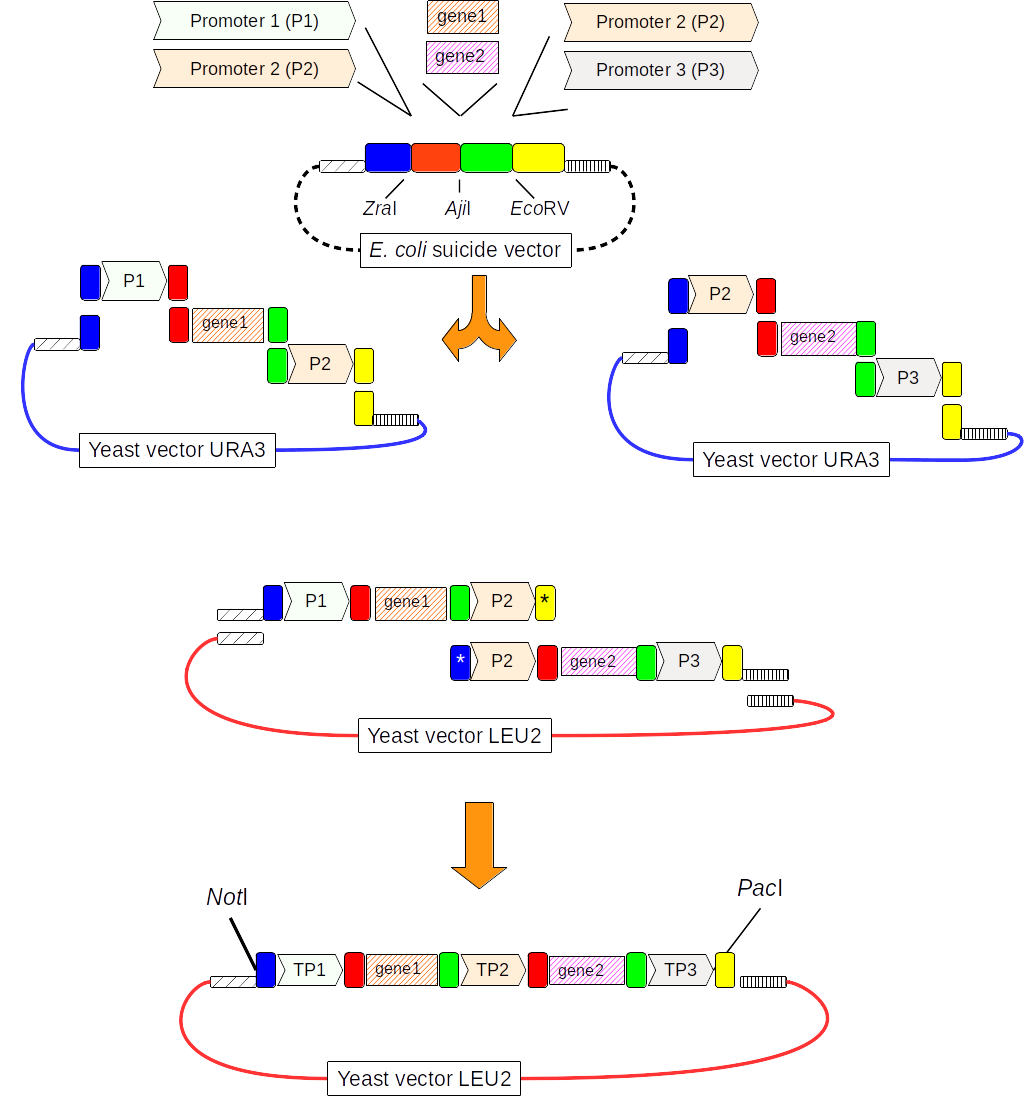 Promoter 1 (P1)
gene1
Promoter 2 (P2)
Promoter 2 (P2)
gene2
Promoter 3 (P3)
ZraI
AjiI
EcoRV
E. coli suicide vector
P1
gene1
P2
Yeast vector URA3
P2
gene2
P3
Yeast vector URA3
P1
gene1
P2
*
*
P2
gene2
P3
Yeast vector LEU2
NotI
PacI
TP1
gene1
TP2
gene2
TP3
Yeast vector LEU2